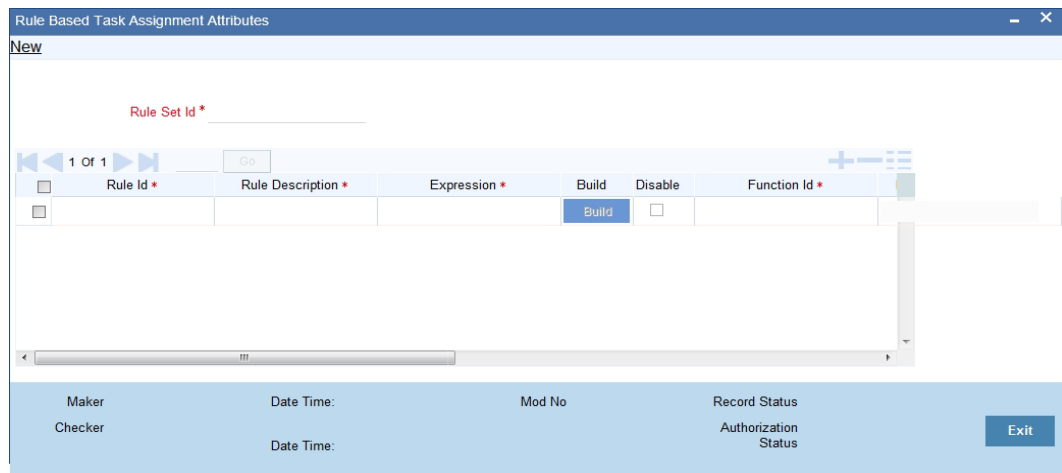 Rule Based Task Assignment Attributes
New
Rule Set Id *
1 Of 1 Go
Rule Id * Rule Description * Expression * Build Disable Function Id *
Build
Maker Date Time: Mod No Record Status
Checker Date Time: Authorization Status
Exit